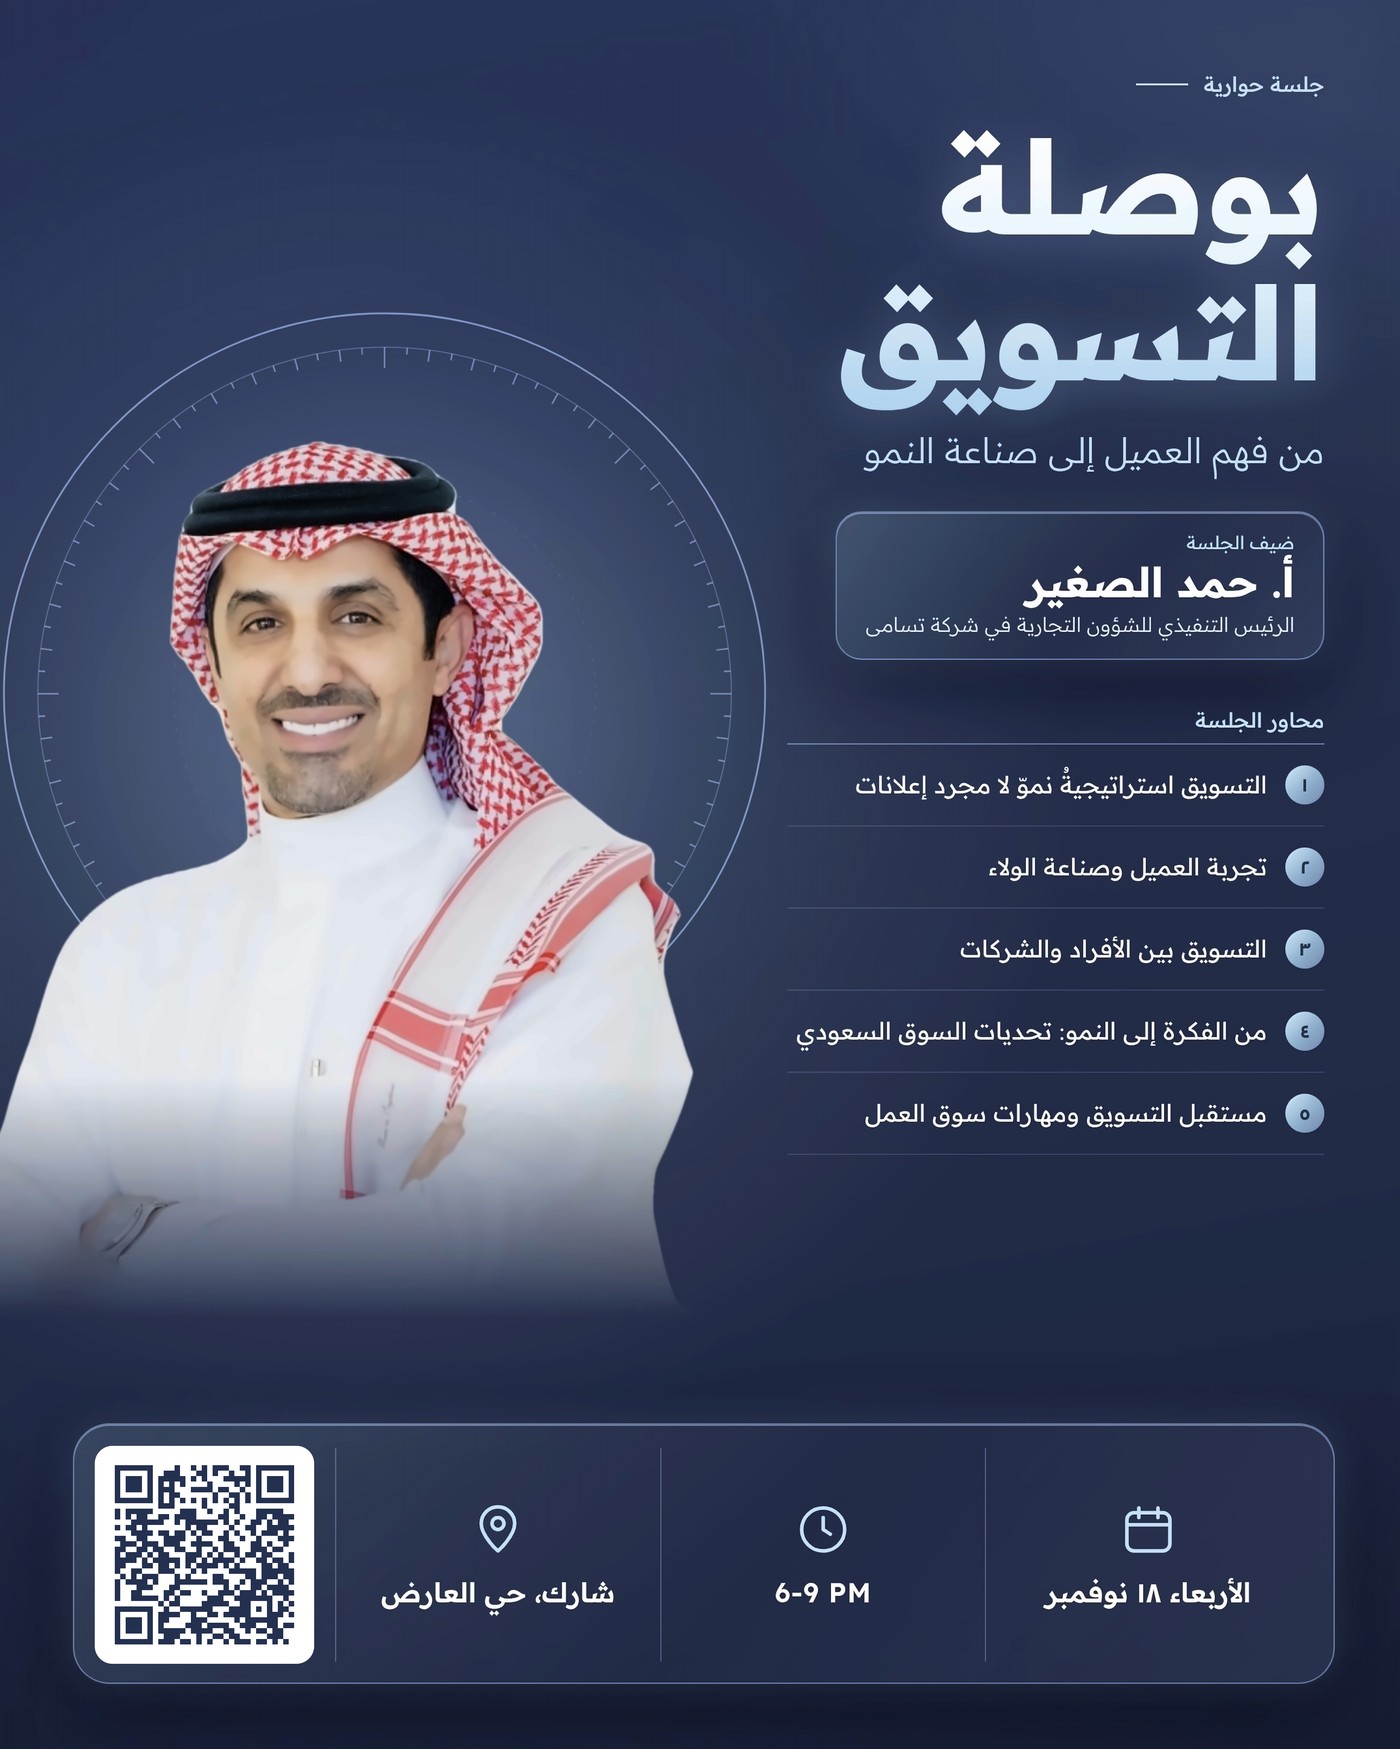 جلسة حوارية
بوصلة
التسويق
من فهم العميل إلى صناعة النمو
ضيف الجلسة
أ. حمد الصغير
الرئيس التنفيذي للشؤون التجارية في شركة تسامى
محاور الجلسة
١ التسويق استراتيجيةُ نموّ لا مجرد إعلانات
٢ تجربة العميل وصناعة الولاء
٣ التسويق بين الأفراد والشركات
٤ من الفكرة إلى النمو: تحديات السوق السعودي
٥ مستقبل التسويق ومهارات سوق العمل
الأربعاء ١٨ نوفمبر
6-9 PM
شارك، حي العارض